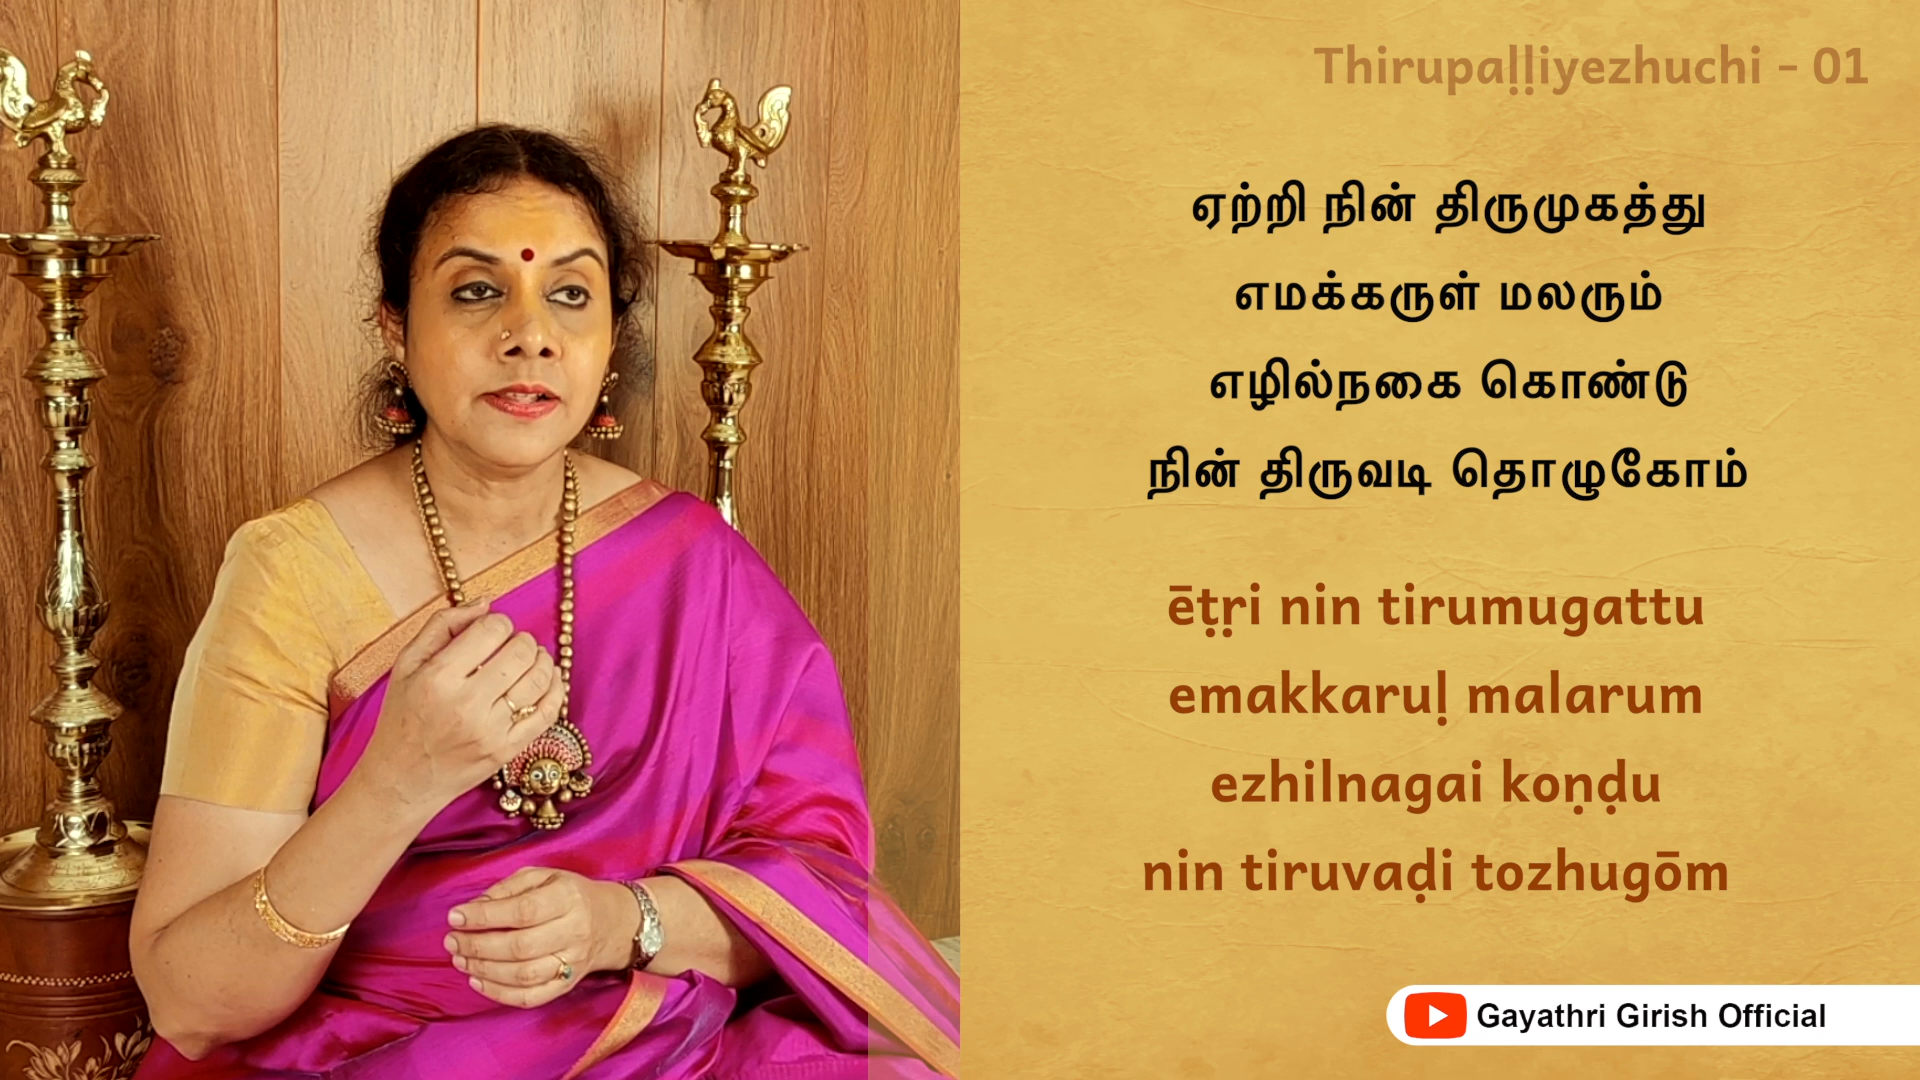 Thirupaḷḷiyezhuchi - 01
ஏற்றி நின் திருமுகத்து
எமக்கருள் மலரும்
எழில்நகை கொண்டு
நின் திருவடி தொழுகோம்
ēṭṛi nin tirumugattu
emakkaruḷ malarum
ezhilnagai koṇḍu
nin tiruvaḍi tozhugōm
Gayathri Girish Official